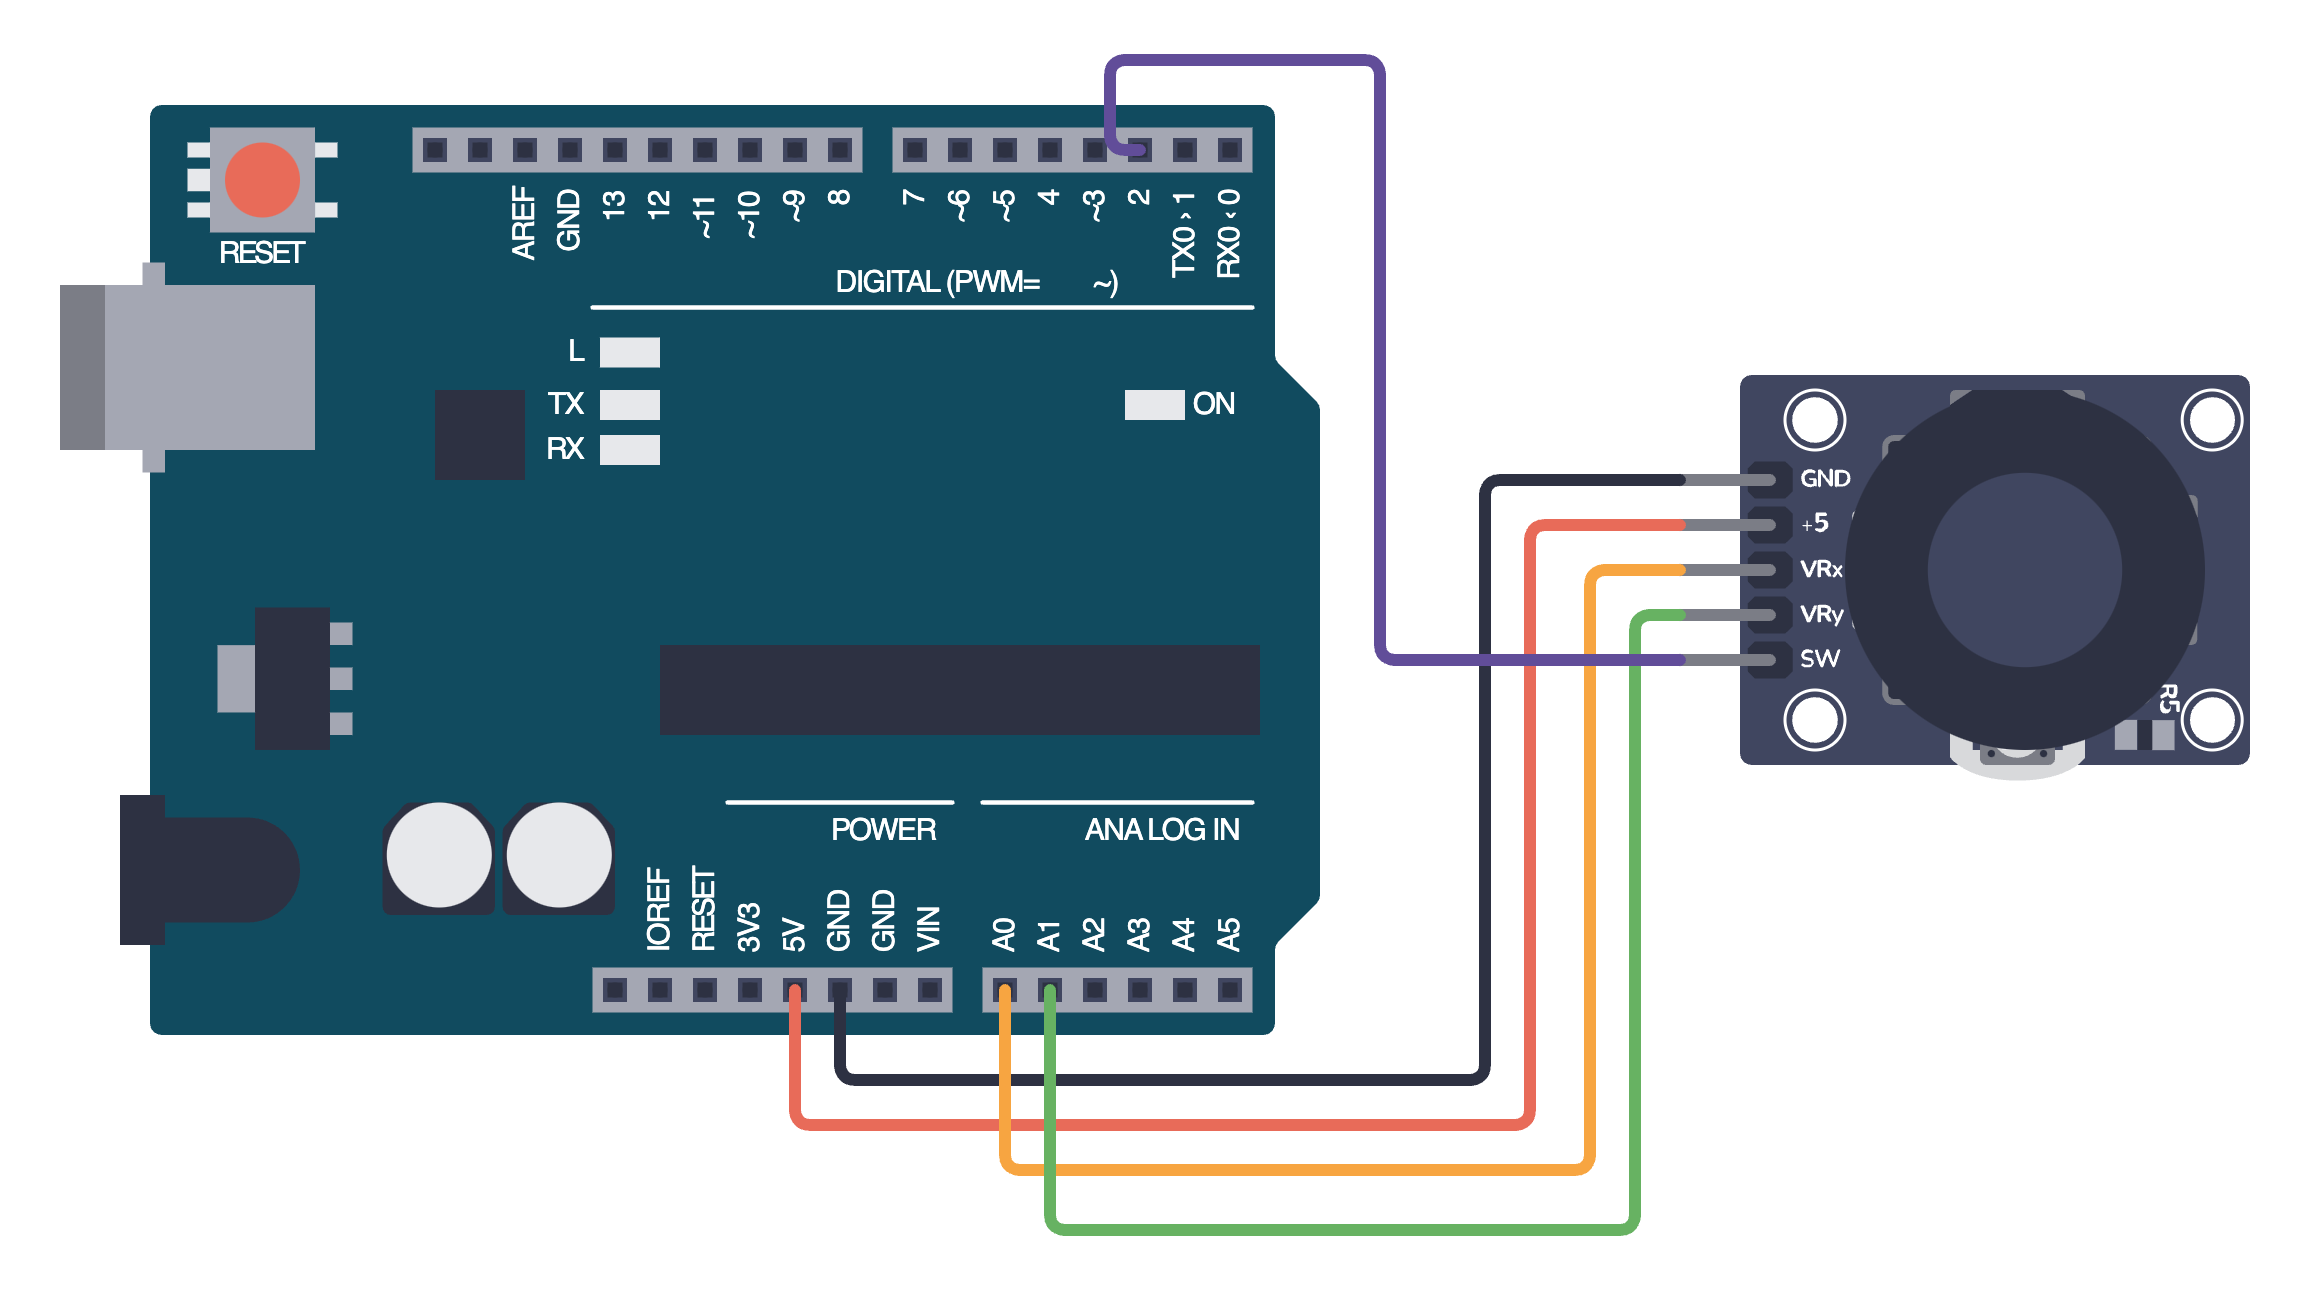 RESET
AREF
GND
13
12
~11
~10
~9
8
7
~6
~5
4
~3
2
TX0›1
RX0‹0
DIGITAL (PWM= ~)
L
TX
RX
ON
GND
+5
VRx
VRy
SW
R5
POWER
ANALOG IN
IOREF
RESET
3V3
5V
GND
GND
VIN
A0
A1
A2
A3
A4
A5